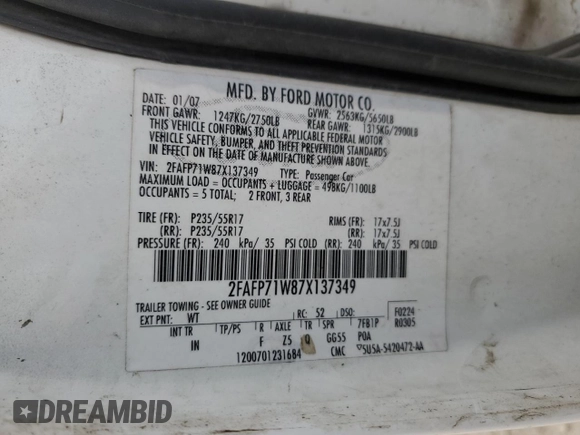 MFD. BY FORD MOTOR CO.
DATE: 01/07 GVWR: 2563KG/5650LB
FRONT GAWR: 1247KG/2750LB REAR GAWR: 1315KG/2900LB
THIS VEHICLE CONFORMS TO ALL APPLICABLE FEDERAL MOTOR
VEHICLE SAFETY, BUMPER, AND THEFT PREVENTION STANDARDS
IN EFFECT ON THE DATE OF MANUFACTURE SHOWN ABOVE.
VIN: 2FAFP71W87X137349 TYPE: Passenger Car
MAXIMUM LOAD = OCCUPANTS + LUGGAGE = 498KG/1100LB
OCCUPANTS = 5 TOTAL; 2 FRONT, 3 REAR
TIRE (FR): P235/55R17 RIMS (FR): 17x7.5J
(RR): P235/55R17 (RR): 17x7.5J
PRESSURE (FR): 240 kPa/ 35 PSI COLD (RR): 240 kPa/ 35 PSI COLD
2FAFP71W87X137349
TRAILER TOWING - SEE OWNER GUIDE
EXT PNT: WT RC: 52 DSO: F0224
INT TR TP/PS R AXLE TR SPR 7FB1P R0305
IN F Z5 Q GG55 POA
1200701231684 CMC 5U5A-5420472-AA
DREAMBID